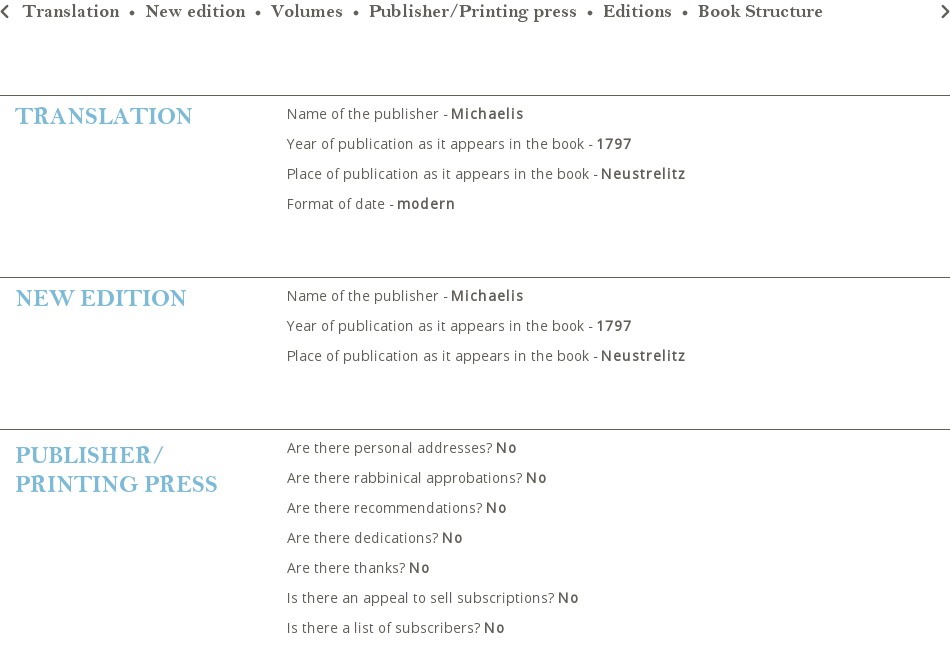 Translation • New edition • Volumes • Publisher/Printing press • Editions • Book Structure
TRANSLATION
Name of the publisher - Michaelis
Year of publication as it appears in the book - 1797
Place of publication as it appears in the book - Neustrelitz
Format of date - modern
NEW EDITION
Name of the publisher - Michaelis
Year of publication as it appears in the book - 1797
Place of publication as it appears in the book - Neustrelitz
PUBLISHER/
PRINTING PRESS
Are there personal addresses? No
Are there rabbinical approbations? No
Are there recommendations? No
Are there dedications? No
Are there thanks? No
Is there an appeal to sell subscriptions? No
Is there a list of subscribers? No